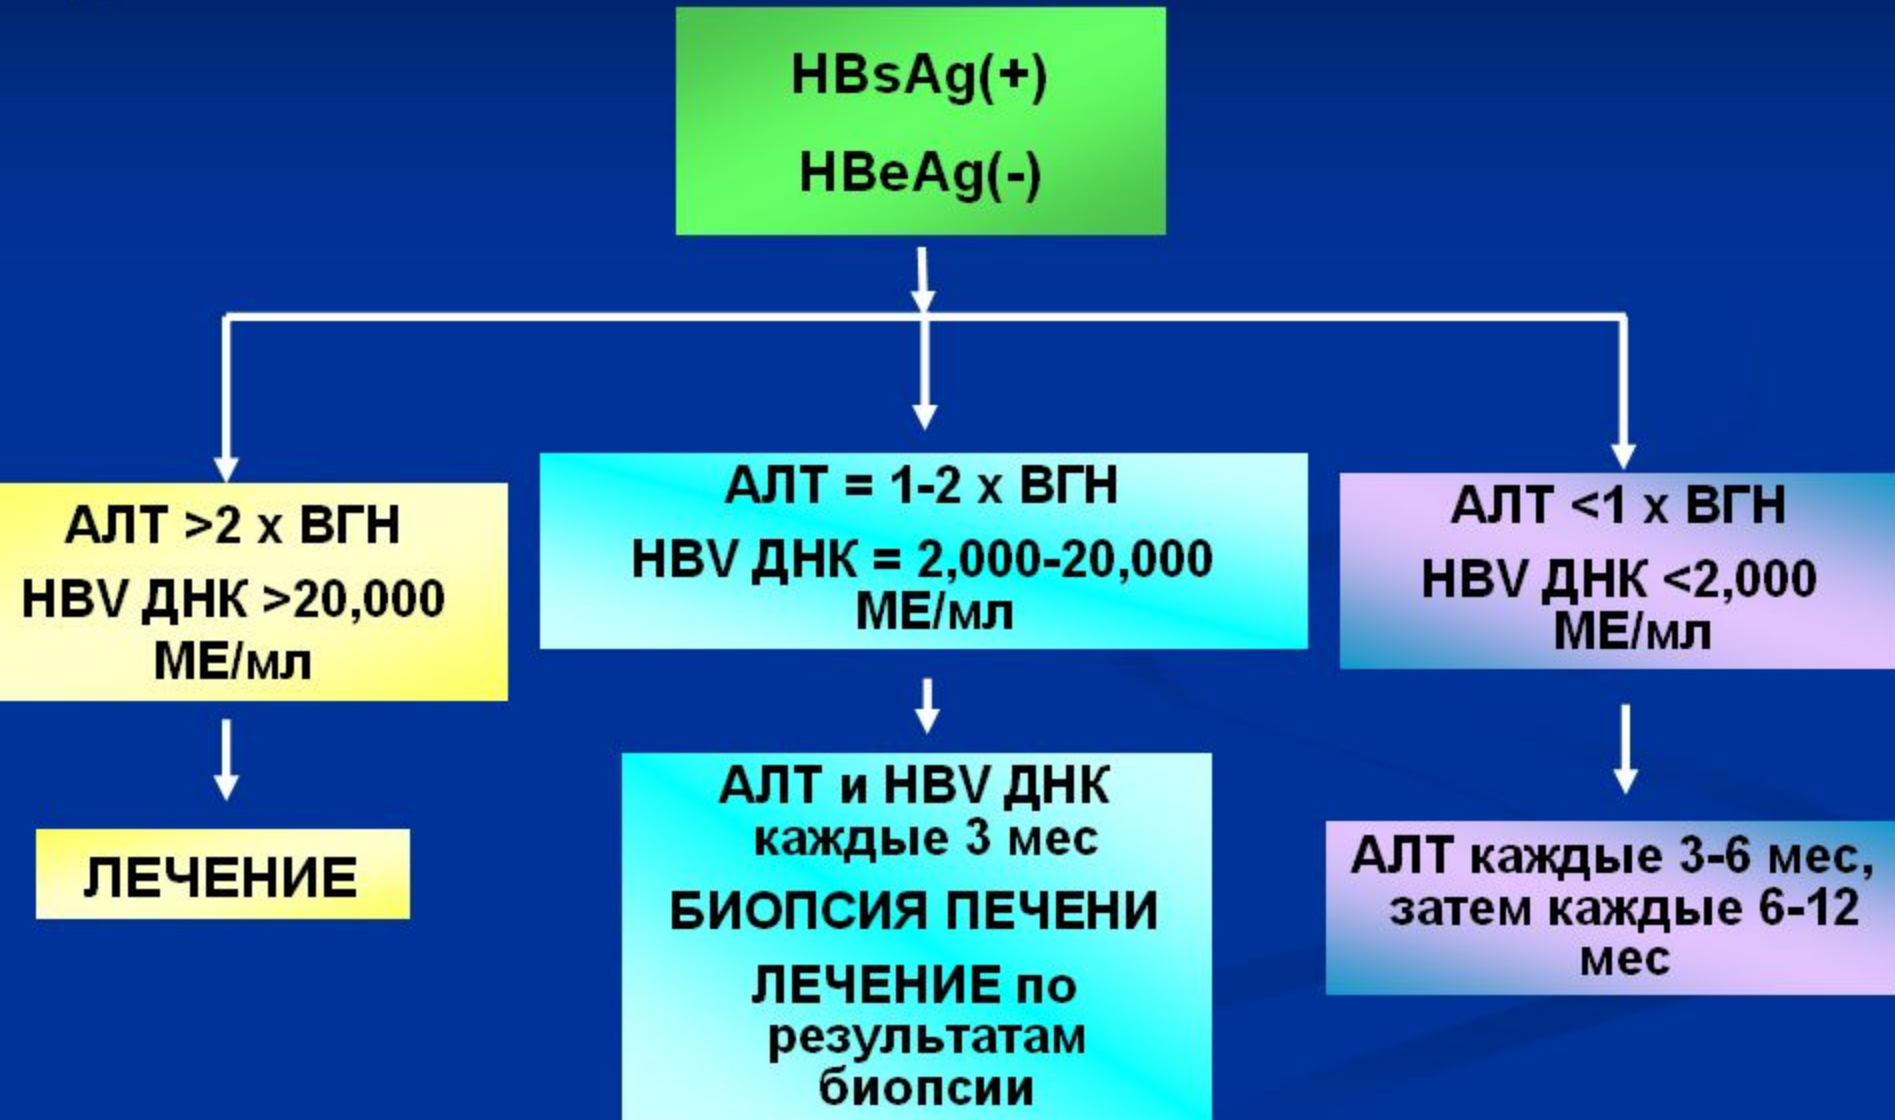 HBsAg(+)
HBeAg(-)
АЛТ >2 х ВГН
HBV ДНК >20,000
МЕ/мл
ЛЕЧЕНИЕ
АЛТ = 1-2 х ВГН
HBV ДНК = 2,000-20,000
МЕ/мл
АЛТ и HBV ДНК
каждые 3 мес
БИОПСИЯ ПЕЧЕНИ
ЛЕЧЕНИЕ по
результатам
биопсии
АЛТ <1 х ВГН
HBV ДНК <2,000
МЕ/мл
АЛТ каждые 3-6 мес,
затем каждые 6-12
мес